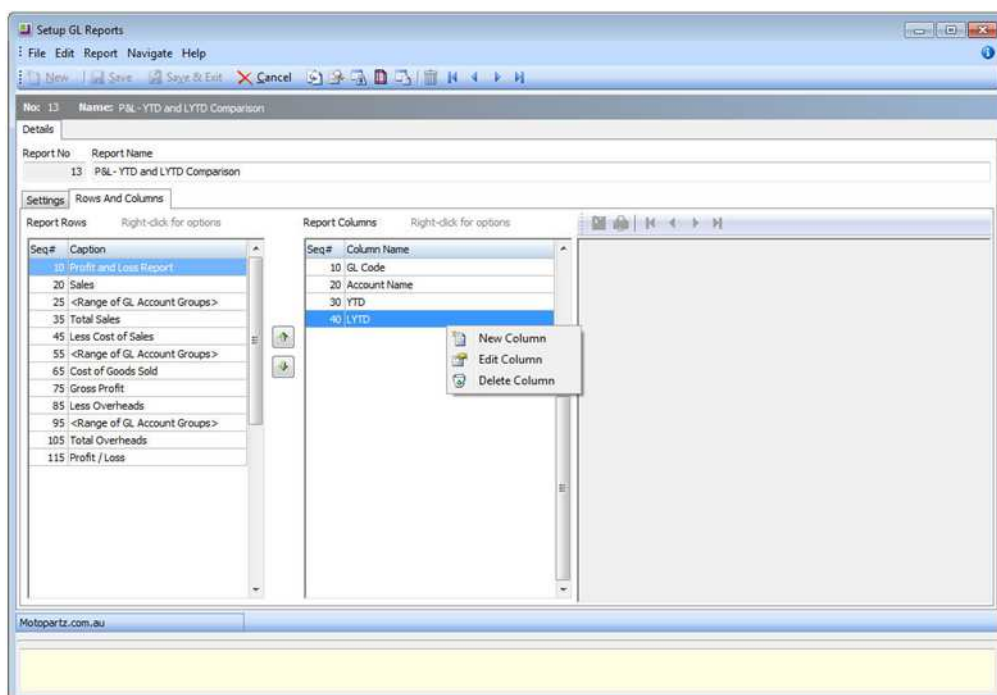 Setup GL Reports
File Edit Report Navigate Help
New Save Save & Exit Cancel
No: 13 Name: P&L - YTD and LYTD Comparison
Details
Report No Report Name
13 P&L - YTD and LYTD Comparison
Settings Rows And Columns
Report Rows Right-click for options Report Columns Right-click for options
Seq# Caption Seq# Column Name
10 Profit and Loss Report 10 GL Code
20 Sales 20 Account Name
25 <Range of GL Account Groups> 30 YTD
35 Total Sales 40 LYTD
45 Less Cost of Sales New Column
55 <Range of GL Account Groups> Edit Column
65 Cost of Goods Sold Delete Column
75 Gross Profit
85 Less Overheads
95 <Range of GL Account Groups>
105 Total Overheads
115 Profit / Loss
Motopartz.com.au